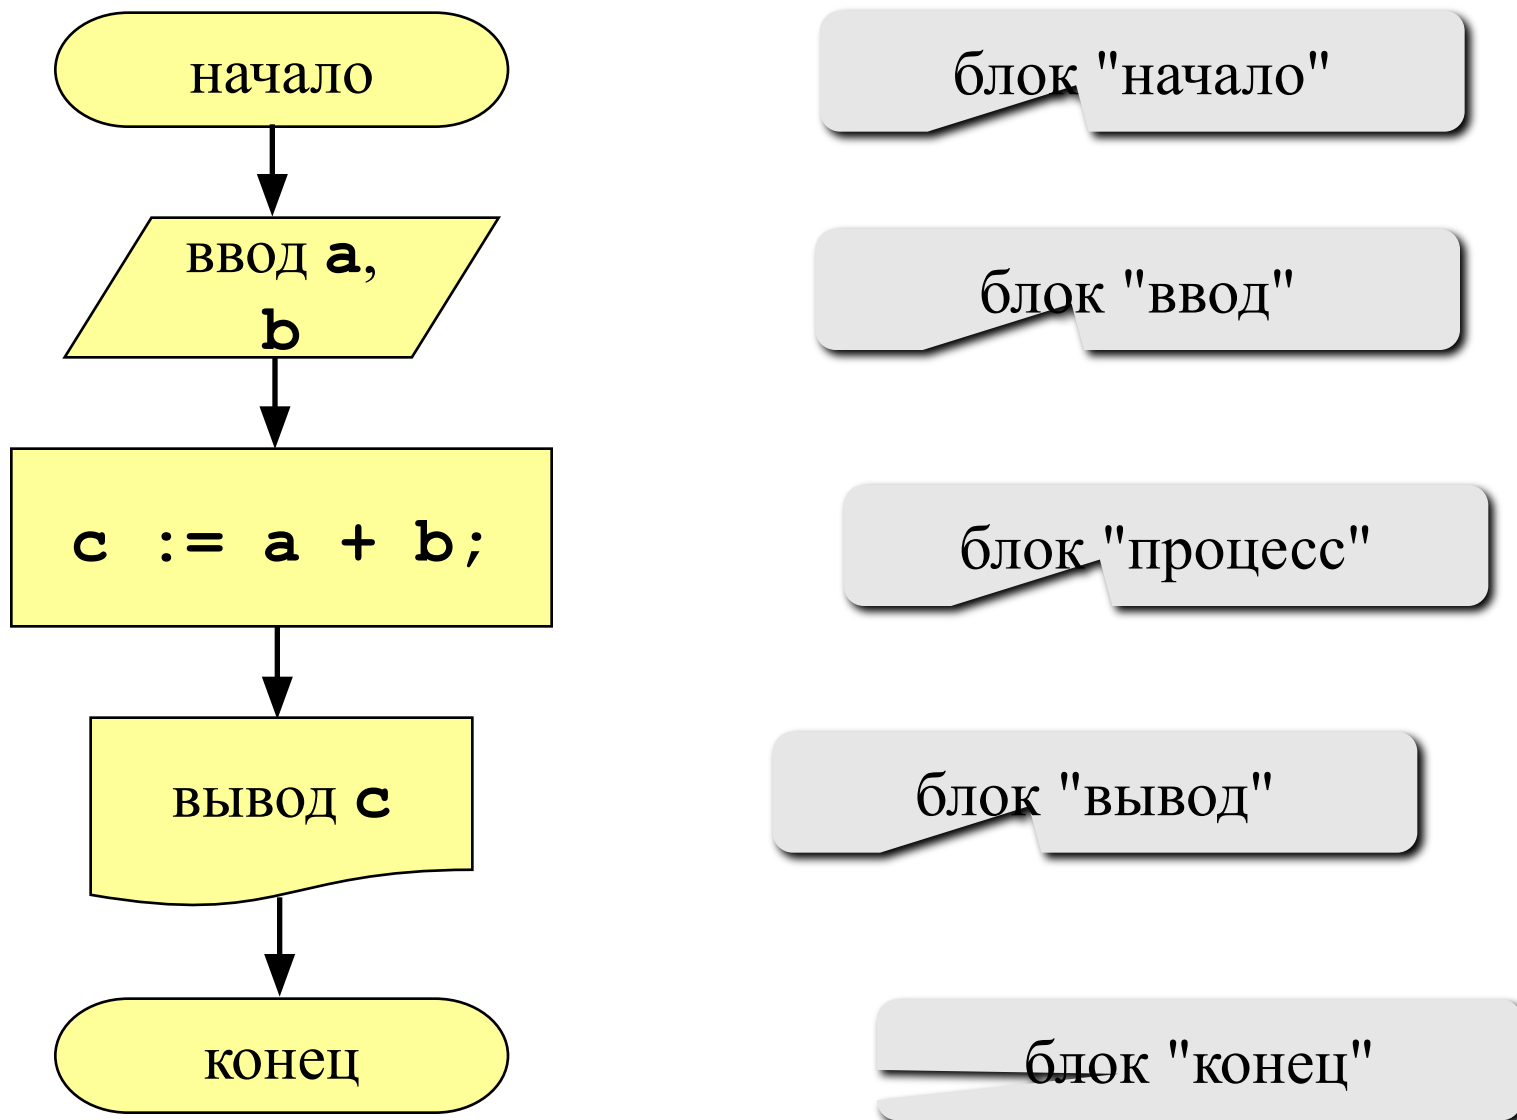 начало
блок "начало"
ввод a,
b
блок "ввод"
c := a + b;
блок "процесс"
вывод c
блок "вывод"
конец
блок "конец"